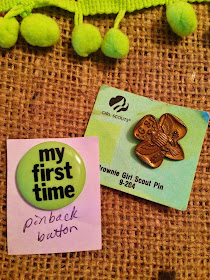 GIRL SCOUTS
Brownie Girl Scout Pin
9-204
my
first
time
pinback
button